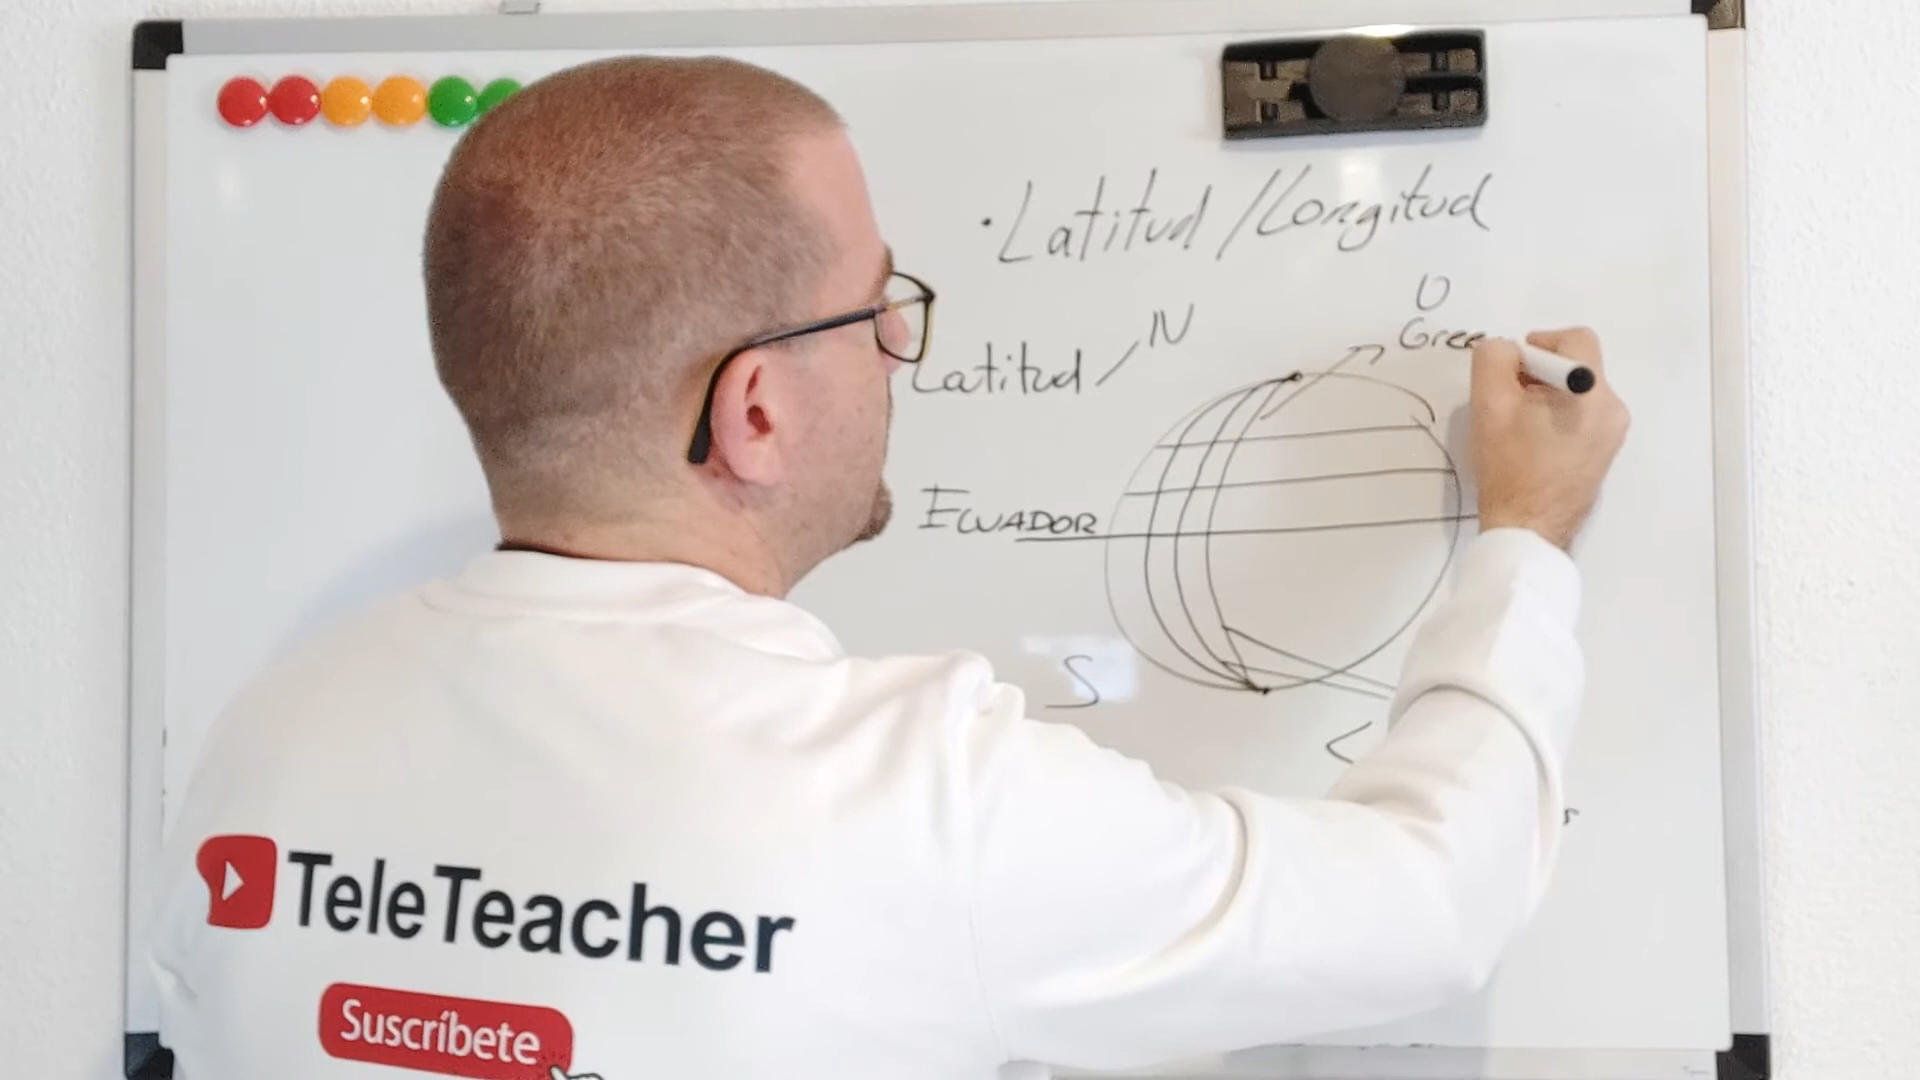 ·Latitud/Longitud
0
Gree
Latitud / N
ECUADOR
S
TeleTeacher
Suscríbete